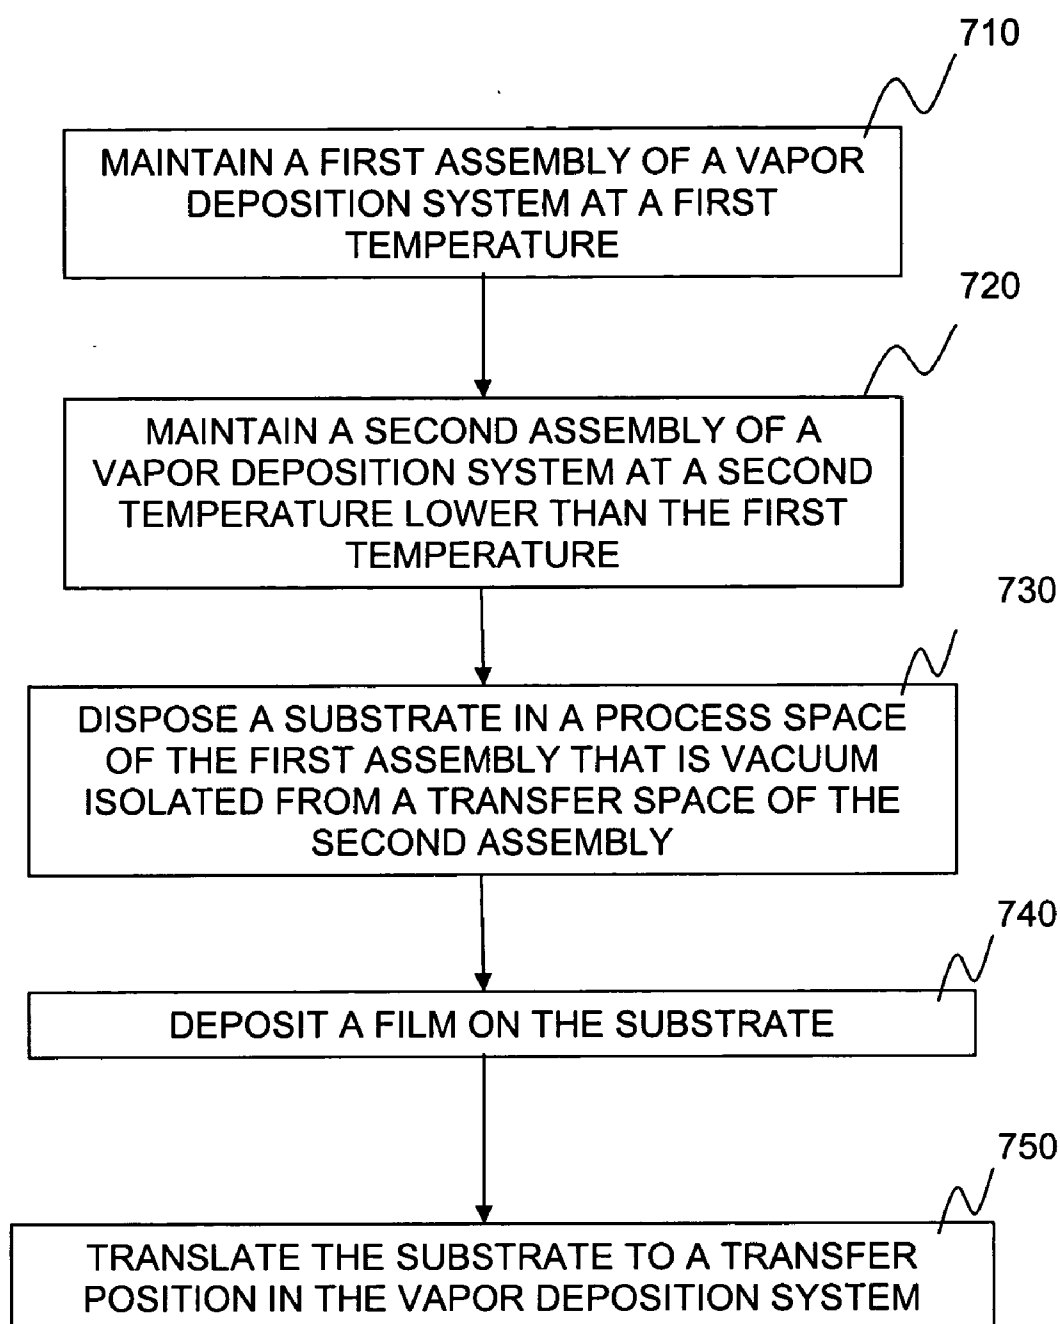 710
MAINTAIN A FIRST ASSEMBLY OF A VAPOR
DEPOSITION SYSTEM AT A FIRST
TEMPERATURE
720
MAINTAIN A SECOND ASSEMBLY OF A
VAPOR DEPOSITION SYSTEM AT A SECOND
TEMPERATURE LOWER THAN THE FIRST
TEMPERATURE
730
DISPOSE A SUBSTRATE IN A PROCESS SPACE
OF THE FIRST ASSEMBLY THAT IS VACUUM
ISOLATED FROM A TRANSFER SPACE OF THE
SECOND ASSEMBLY
740
DEPOSIT A FILM ON THE SUBSTRATE
750
TRANSLATE THE SUBSTRATE TO A TRANSFER
POSITION IN THE VAPOR DEPOSITION SYSTEM